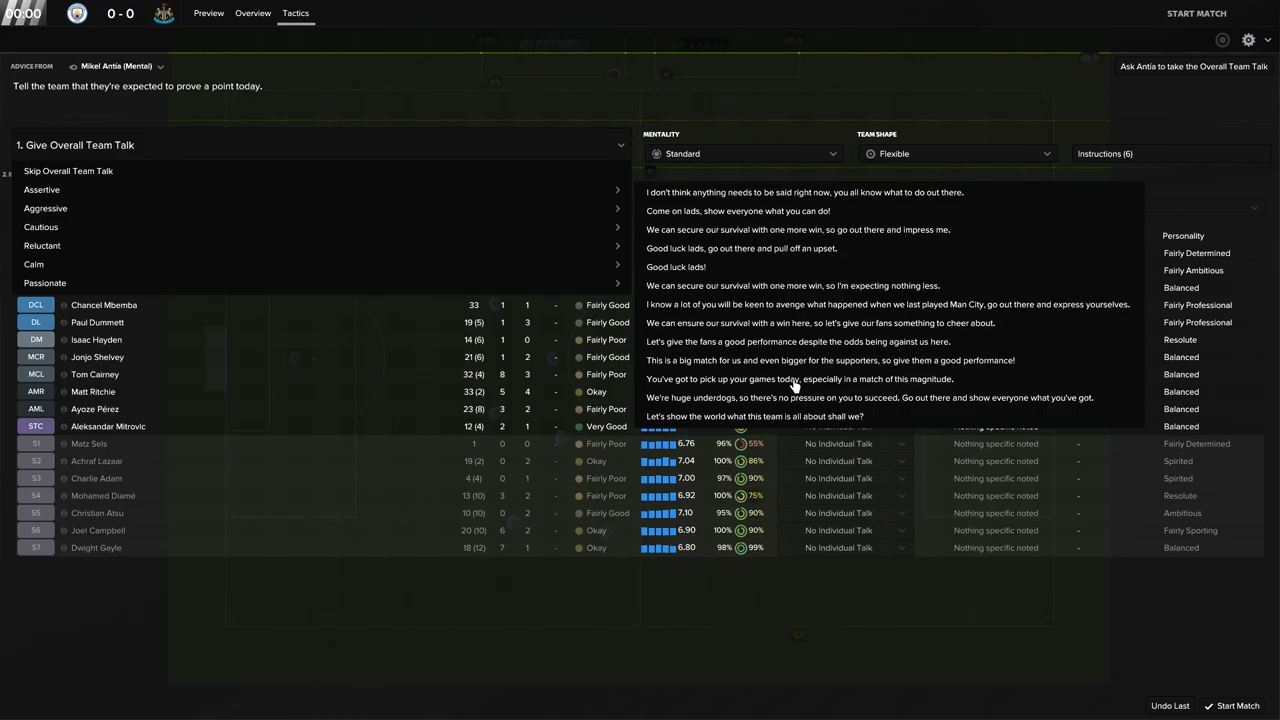 00:00 0 - 0 Preview Overview Tactics START MATCH
ADVICE FROM Mikel Antía (Mental) Ask Antía to take the Overall Team Talk
Tell the team that they're expected to prove a point today.
MENTALITY TEAM SHAPE
1. Give Overall Team Talk Standard Flexible Instructions (6)
Skip Overall Team Talk
Assertive
Aggressive
Cautious
Reluctant
Calm
Passionate
I don't think anything needs to be said right now, you all know what to do out there.
Come on lads, show everyone what you can do!
We can secure our survival with one more win, so go out there and impress me.
Good luck lads, go out there and pull off an upset.
Good luck lads!
We can secure our survival with one more win, so I'm expecting nothing less.
I know a lot of you will be keen to avenge what happened when we last played Man City, go out there and express yourselves.
We can ensure our survival with a win here, so let's give our fans something to cheer about.
Let's give the fans a good performance despite the odds being against us here.
This is a big match for us and even bigger for the supporters, so give them a good performance!
You've got to pick up your games today, especially in a match of this magnitude.
We're huge underdogs, so there's no pressure on you to succeed. Go out there and show everyone what you've got.
Let's show the world what this team is all about shall we?
Personality
Fairly Determined
Fairly Ambitious
Balanced
DCL Chancel Mbemba 33 1 1 - Fairly Good Fairly Professional
DL Paul Dummett 19 (5) 1 3 - Fairly Good Fairly Professional
DM Isaac Hayden 14 (6) 1 0 - Fairly Poor Resolute
MCR Jonjo Shelvey 21 (6) 1 2 - Fairly Good Balanced
MCL Tom Cairney 32 (4) 8 3 - Fairly Poor Balanced
AMR Matt Ritchie 33 (2) 5 4 - Okay Balanced
AML Ayoze Pérez 23 (8) 3 2 - Fairly Poor Balanced
STC Aleksandar Mitrovic 12 (4) 2 1 - Very Good Balanced
S1 Matz Sels 1 0 0 - Fairly Poor 6.76 96% 55% No Individual Talk Nothing specific noted - Fairly Determined
S2 Achraf Lazaar 19 (2) 0 2 - Okay 7.04 100% 86% No Individual Talk Nothing specific noted - Spirited
S3 Charlie Adam 4 (4) 0 1 - Fairly Poor 7.00 97% 90% No Individual Talk Nothing specific noted - Spirited
S4 Mohamed Diamé 13 (10) 3 2 - Fairly Poor 6.92 100% 75% No Individual Talk Nothing specific noted - Resolute
S5 Christian Atsu 10 (10) 0 2 - Fairly Good 7.10 95% 90% No Individual Talk Nothing specific noted - Ambitious
S6 Joel Campbell 20 (10) 6 2 - Okay 6.90 100% 90% No Individual Talk Nothing specific noted - Fairly Sporting
S7 Dwight Gayle 18 (12) 7 1 - Okay 6.80 98% 99% No Individual Talk Nothing specific noted - Balanced
Undo Last Start Match